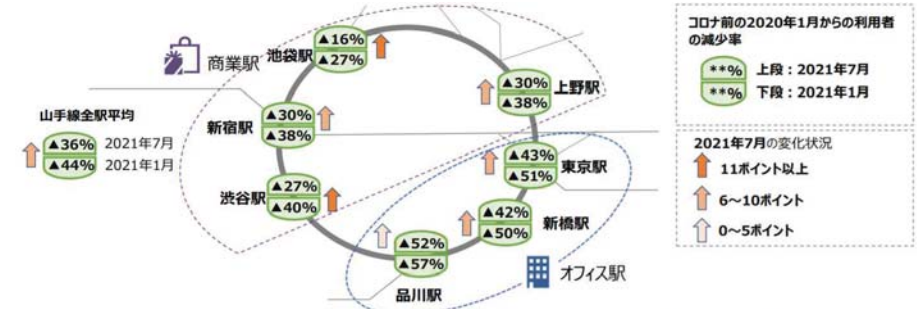 コロナ前の2020年1月からの利用者
の減少率
**% 上段：2021年7月
**% 下段：2021年1月
2021年7月の変化状況
11ポイント以上
6～10ポイント
0～5ポイント
商業駅
池袋駅
▲16%
▲27%
上野駅
▲30%
▲38%
新宿駅
▲30%
▲38%
山手線全駅平均
▲36% 2021年7月
▲44% 2021年1月
東京駅
▲43%
▲51%
渋谷駅
▲27%
▲40%
新橋駅
▲42%
▲50%
品川駅
▲52%
▲57%
オフィス駅